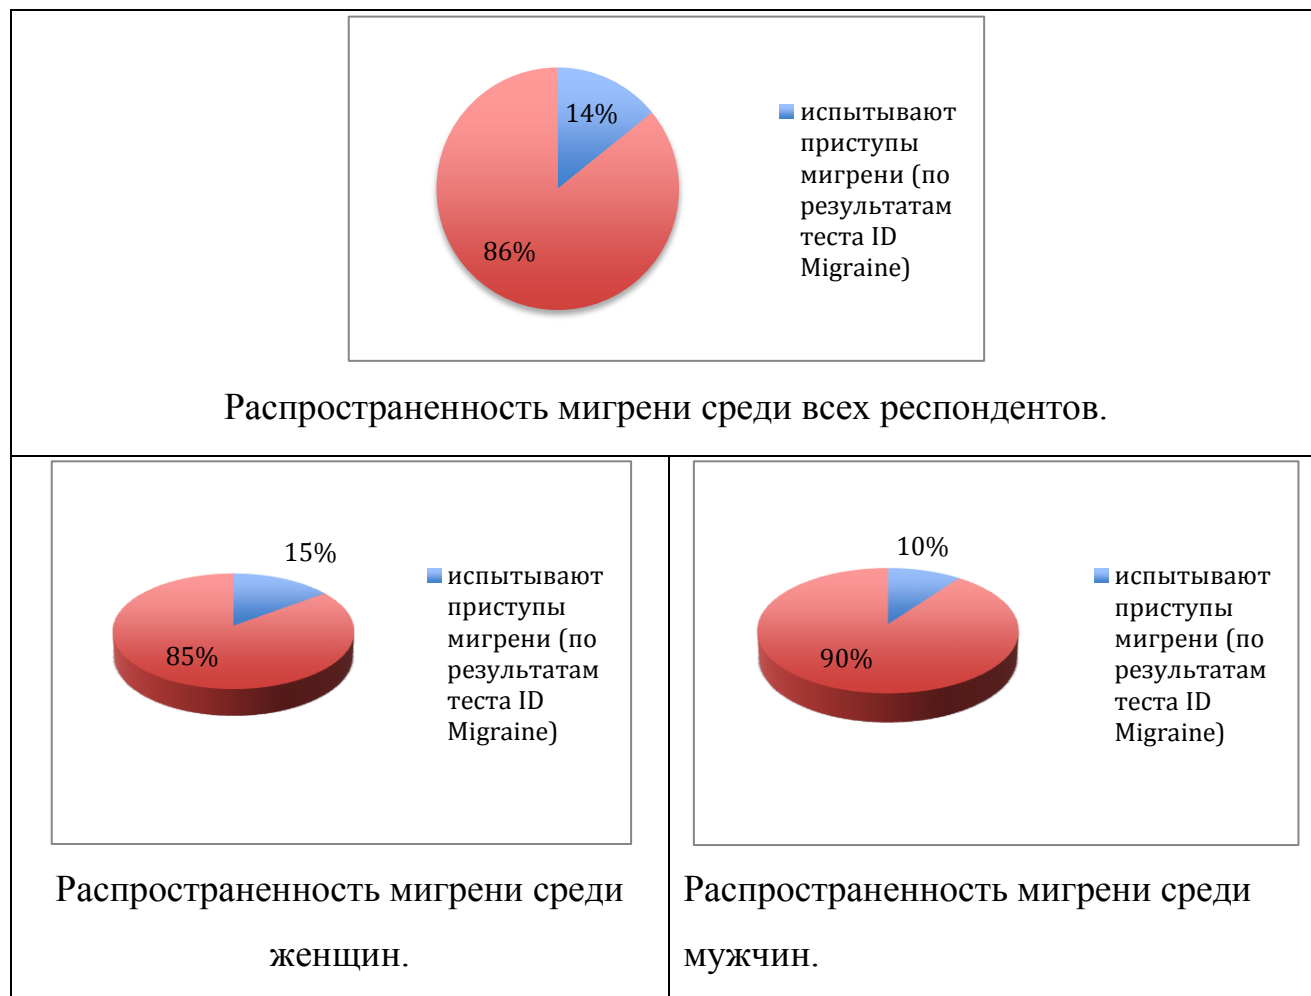 14%
86%
испытывают
приступы
мигрени (по
результатам
теста ID
Migraine)
Распространенность мигрени среди всех респондентов.
15%
85%
испытывают
приступы
мигрени (по
результатам
теста ID
Migraine)
Распространенность мигрени среди
женщин.
10%
90%
испытывают
приступы
мигрени (по
результатам
теста ID
Migraine)
Распространенность мигрени среди
мужчин.